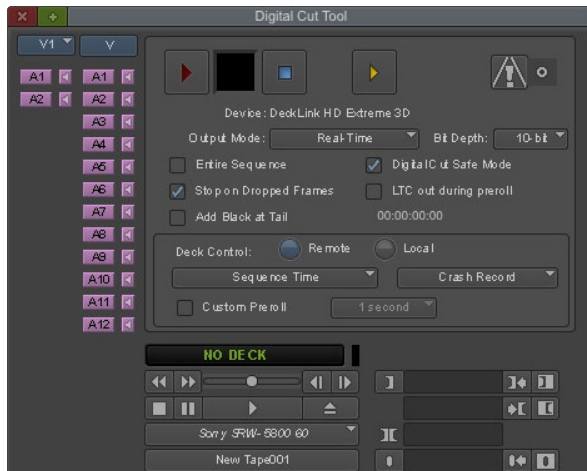 Digital Cut Tool
V1 V
A1 A1
A2 A2
A3
A4
A5
A6
A7
A8
A9
A10
A11
A12
Device: DeckLink HD Extreme 3D
Output Mode: Real-Time Bit Depth: 10-bit
Entire Sequence DigitalCut Safe Mode
Stop on Dropped Frames LTC out during preroll
Add Black at Tail 00:00:00:00
Deck Control: Remote Local
Sequence Time Crash Record
Custom Preroll 1 second
NO DECK
Sony SRW-5800 60
New Tape001